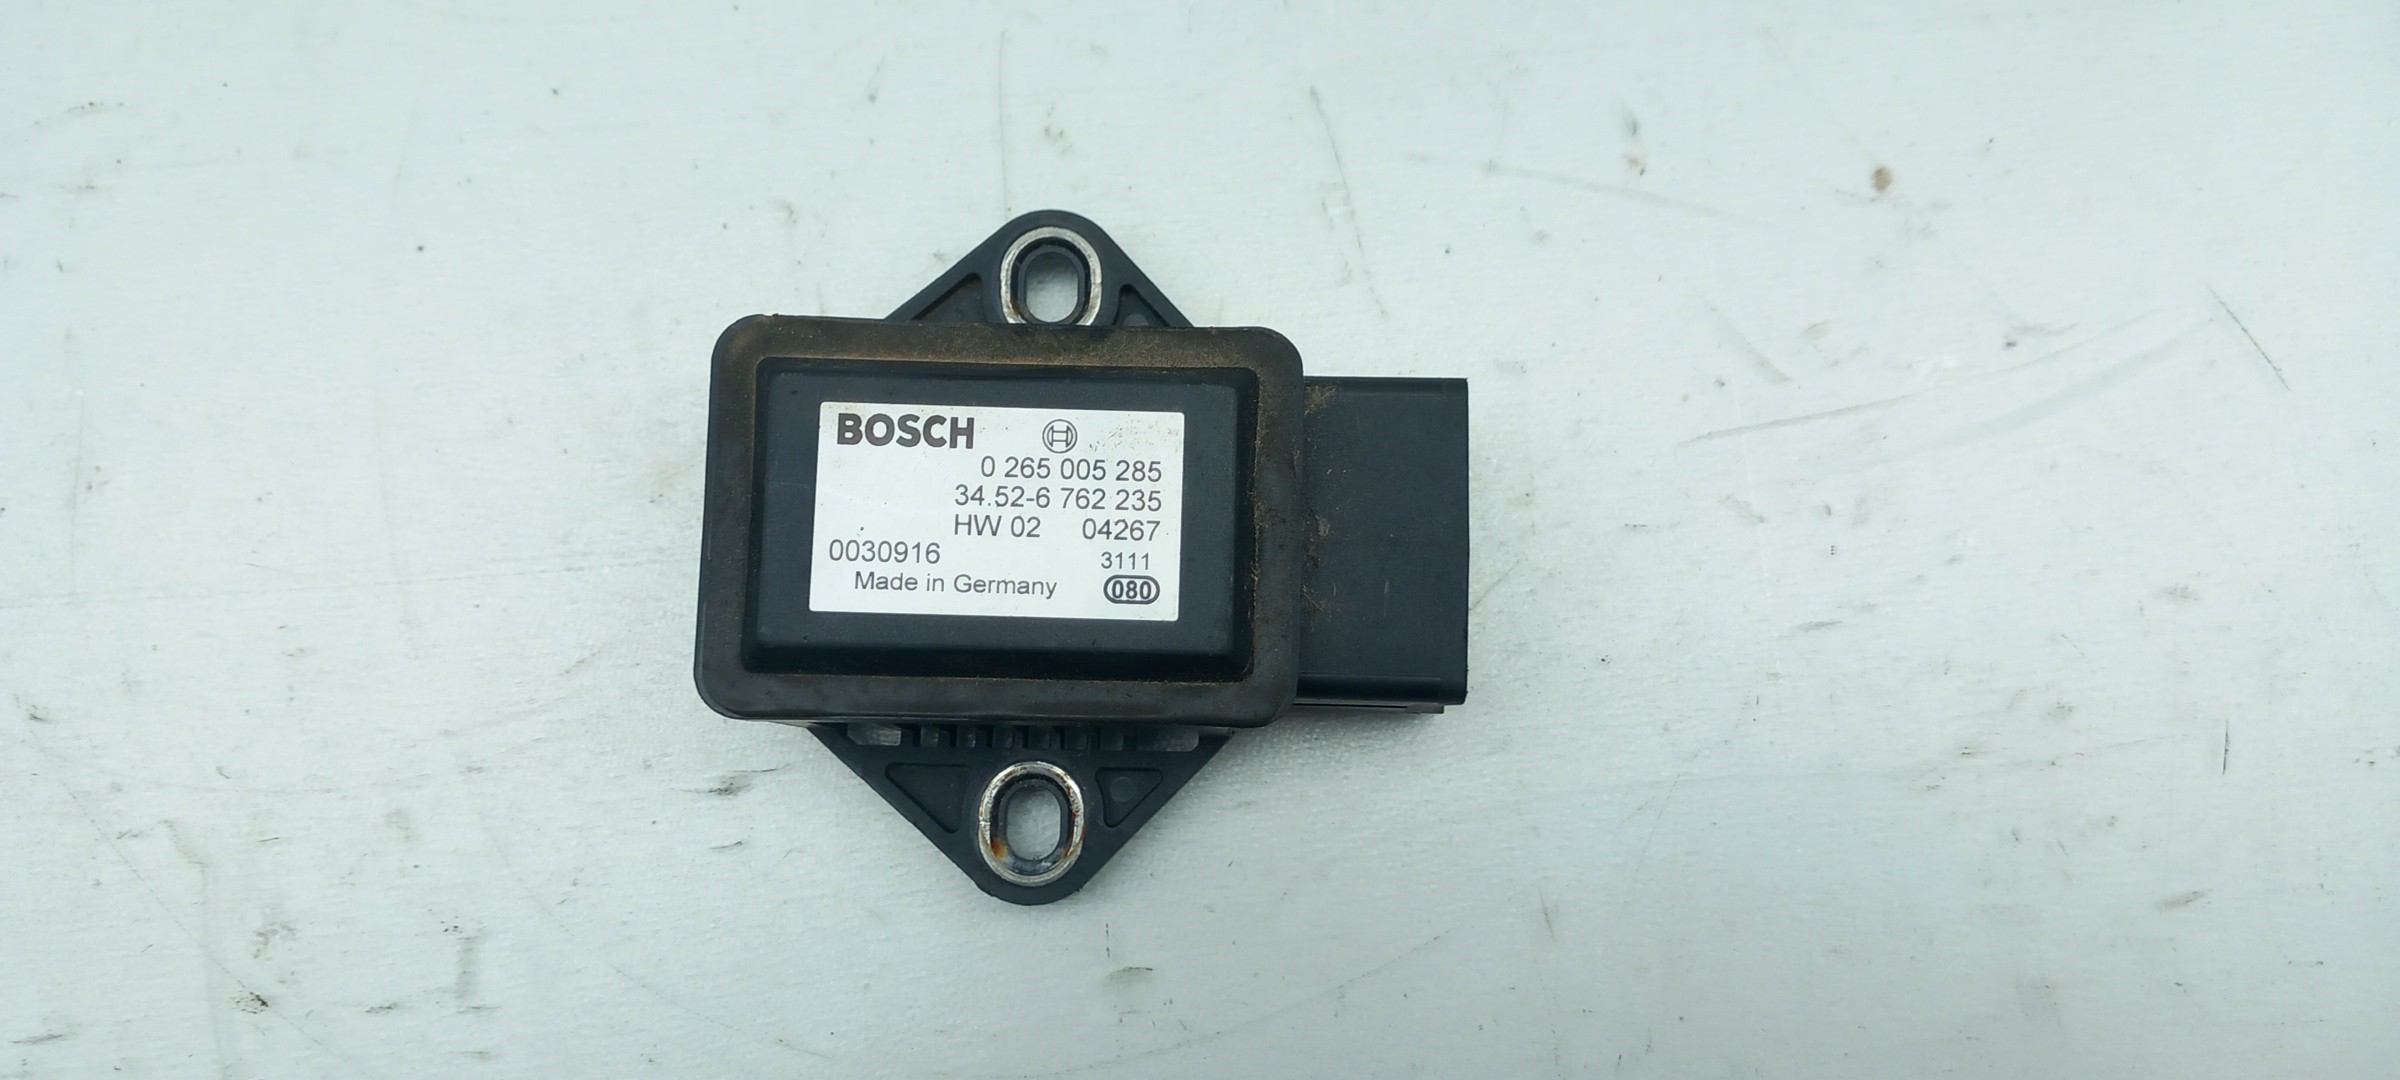 BOSCH
0 265 005 285
34.52-6 762 235
HW 02 04267
0030916 3111
Made in Germany 080